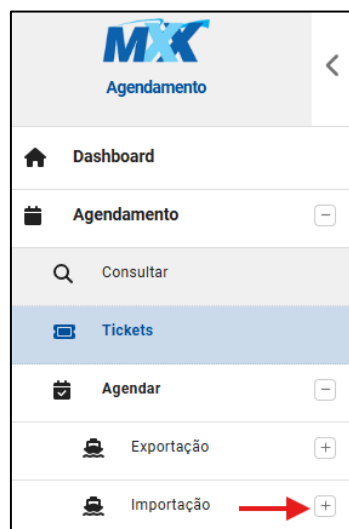 MXK
Agendamento
Dashboard
Agendamento
Consultar
Tickets
Agendar
Exportação
Importação